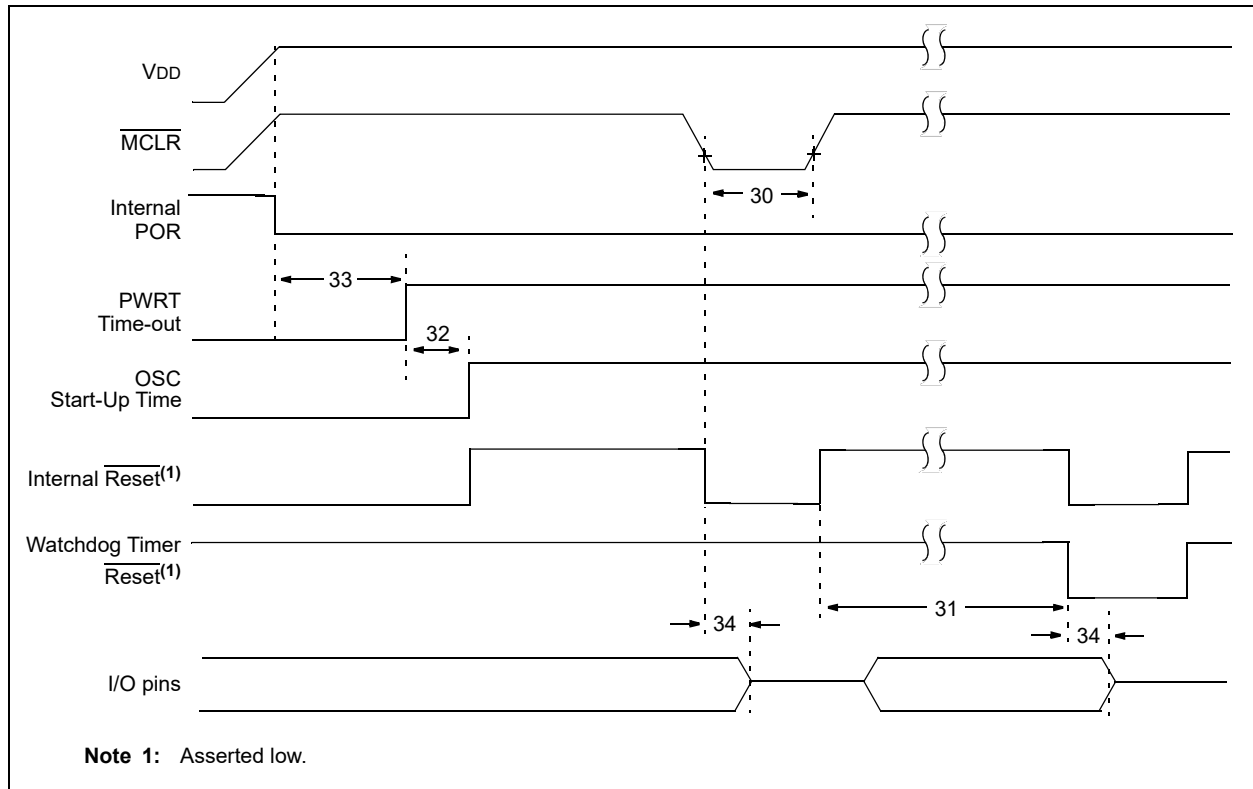 VDD
MCLR
30
Internal
POR
33
PWRT
Time-out
32
OSC
Start-Up Time
Internal Reset(1)
Watchdog Timer
Reset(1)
31
34
34
I/O pins
Note 1: Asserted low.